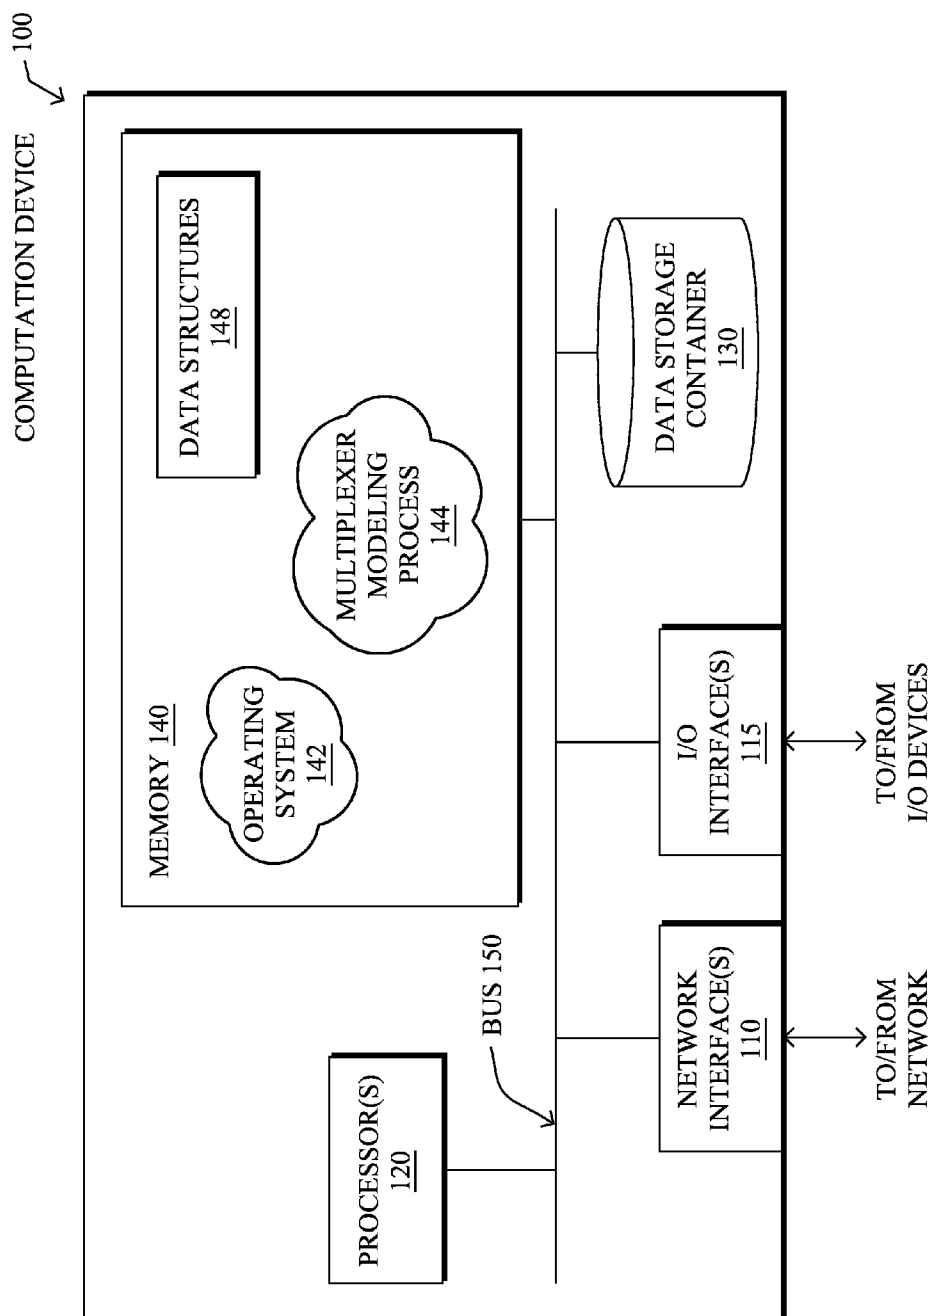 COMPUTATION DEVICE
100
MEMORY 140
OPERATING
SYSTEM
142
MULTIPLEXER
MODELING
PROCESS
144
DATA STRUCTURES
148
PROCESSOR(S)
120
BUS 150
NETWORK
INTERFACE(S)
110
I/O
INTERFACE(S)
115
DATA STORAGE
CONTAINER
130
TO/FROM
NETWORK
TO/FROM
I/O DEVICES